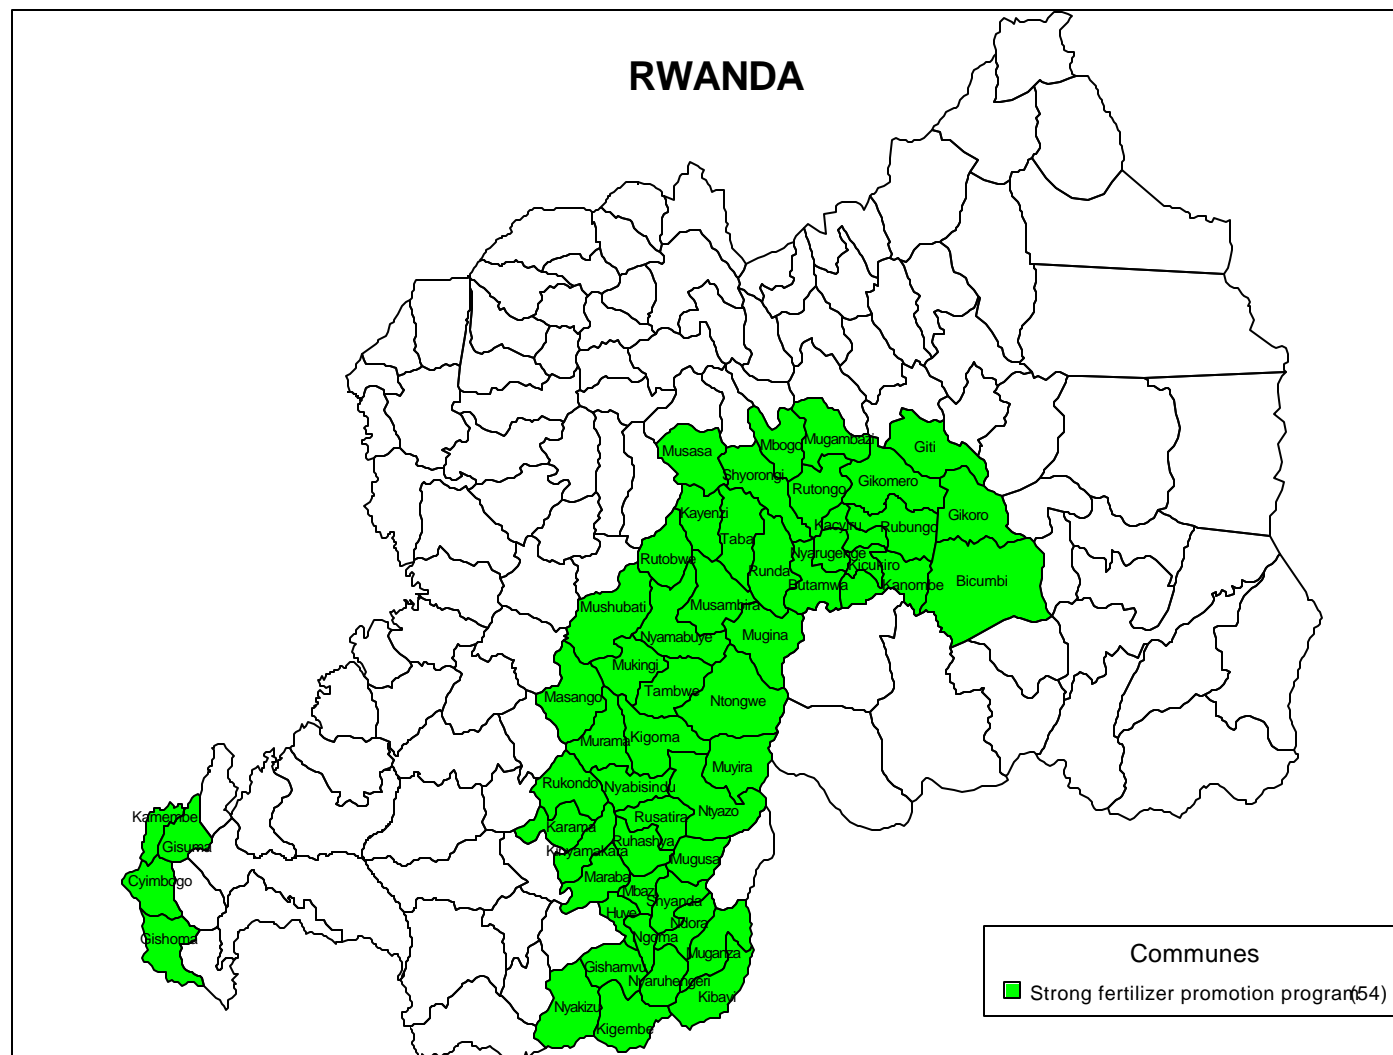 RWANDA
Mugambazi
Mbogo
Giti
Musasa
Shyorongi
Gikomero
Rutongo
Kayenzi
Gikoro
Kacyiru
Rubungo
Taba
Nyarugenge
Rutobwe
Kicukiro
Runda
Butamwa
Kanombe
Bicumbi
Mushubati
Musambira
Nyamabuye
Mugina
Mukingi
Tambwe
Masango
Ntongwe
Murama
Kigoma
Muyira
Rukondo
Nyabisindu
Ntyazo
Kamembe
Rusatira
Karama
Gisuma
Ruhashya
Kinyamakara
Mugusa
Cyimbogo
Maraba
Mbazi
Shyanda
Huye
Ndora
Gishoma
Ngoma
Muganza
Gishamvu
Nyaruhengeri
Kibayi
Nyakizu
Kigembe
Communes
Strong fertilizer promotion program (54)